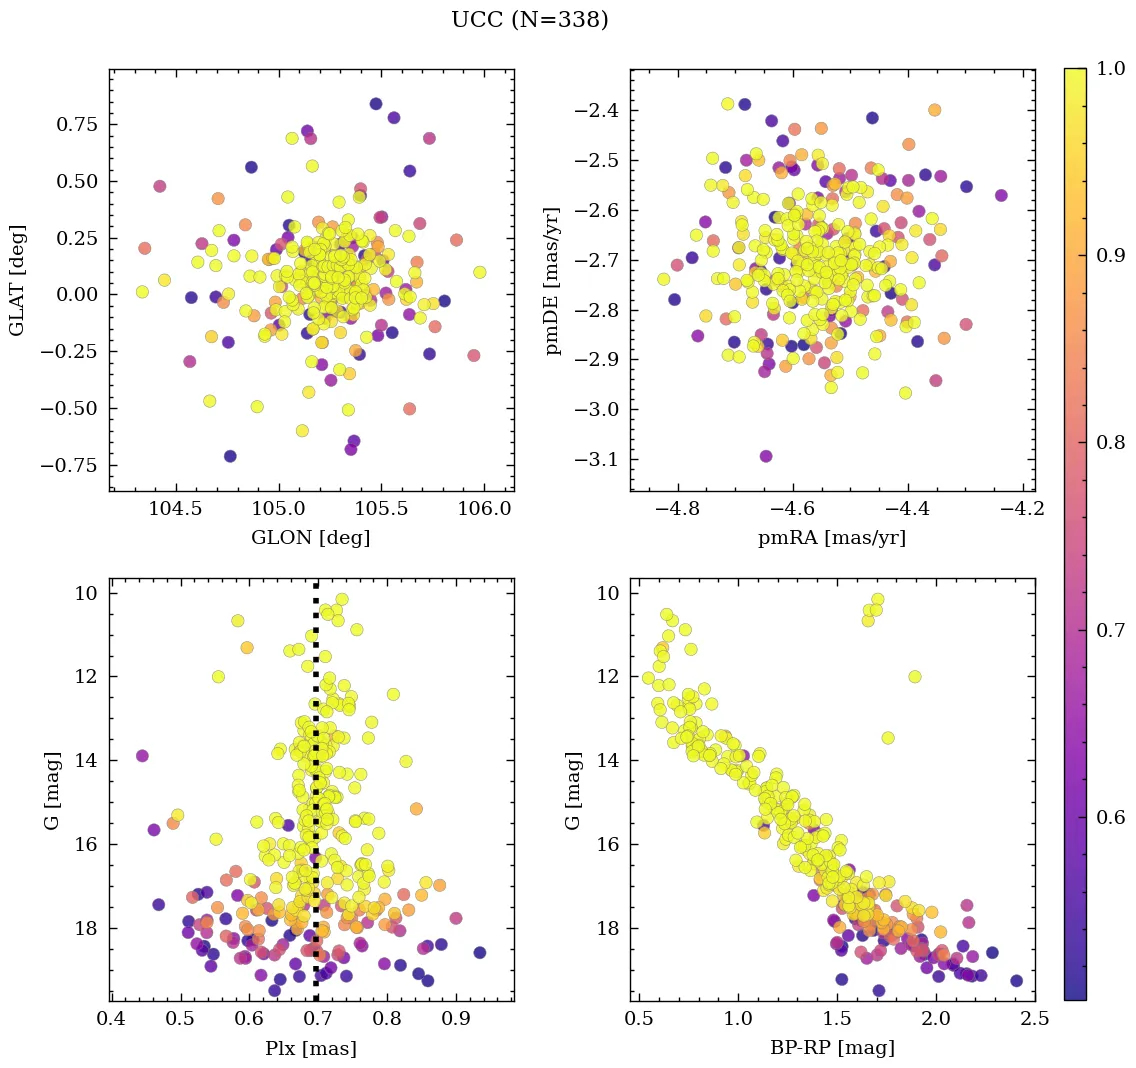 UCC (N=338)
0.75
0.50
0.25
0.00
−0.25
−0.50
−0.75
GLAT [deg]
104.5 105.0 105.5 106.0
GLON [deg]
−2.4
−2.5
−2.6
−2.7
−2.8
−2.9
−3.0
−3.1
pmDE [mas/yr]
−4.8 −4.6 −4.4 −4.2
pmRA [mas/yr]
10
12
14
16
18
G [mag]
0.4 0.5 0.6 0.7 0.8 0.9
Plx [mas]
10
12
14
16
18
G [mag]
0.5 1.0 1.5 2.0 2.5
BP-RP [mag]
1.0
0.9
0.8
0.7
0.6